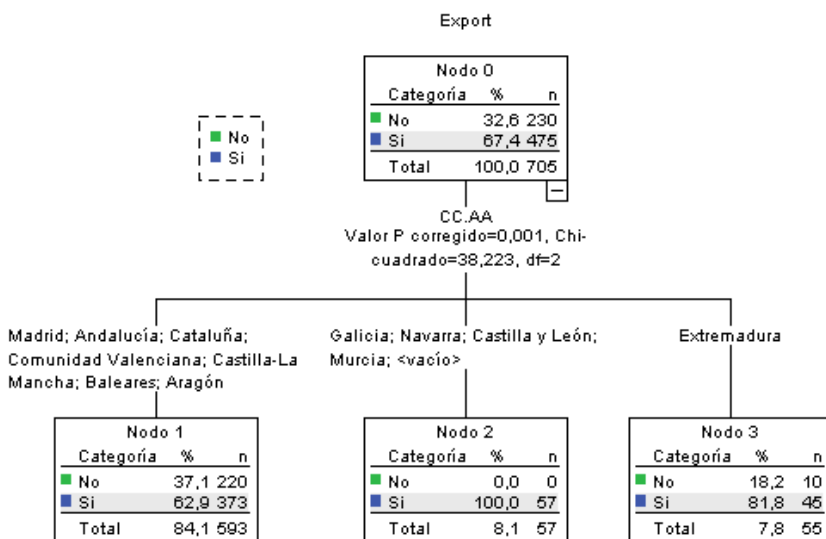 Export
Nodo 0
Categoría % n
No 32,6 230
Si 67,4 475
Total 100,0 705
No
Si
CC.AA
Valor P corregido=0,001, Chi-
cuadrado=38,223, df=2
Madrid; Andalucía; Cataluña;
Comunidad Valenciana; Castilla-La
Mancha; Baleares; Aragón
Galicia; Navarra; Castilla y León;
Murcia; <vacío>
Extremadura
Nodo 1
Categoría % n
No 37,1 220
Si 62,9 373
Total 84,1 593
Nodo 2
Categoría % n
No 0,0 0
Si 100,0 57
Total 8,1 57
Nodo 3
Categoría % n
No 18,2 10
Si 81,8 45
Total 7,8 55